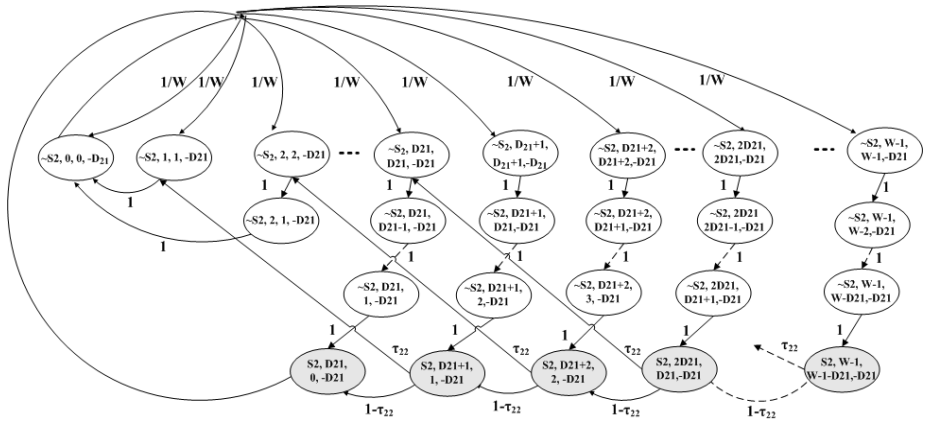 1/W 1/W 1/W 1/W 1/W 1/W 1/W 1/W
~S2, 0, 0, -D21
~S2, 1, 1, -D21
~S2, 2, 2, -D21
~S2, D21,
D21, -D21
~S2, D21+1,
D21+1,-D21
~S2, D21+2,
D21+2,-D21
~S2, 2D21,
2D21,-D21
~S2, W-1,
W-1,-D21
1 1 1 1 1 1
~S2, 2, 1, -D21
~S2, D21,
D21-1, -D21
~S2, D21+1,
D21,-D21
~S2, D21+2,
D21+1,-D21
~S2, 2D21
2D21-1,-D21
~S2, W-1,
W-2,-D21
1
1 1 1 1 1
~S2, D21,
1, -D21
~S2, D21+1,
2,-D21
~S2, D21+2,
3, -D21
~S2, 2D21,
D21+1,-D21
~S2, W-1,
W-D21,-D21
1 1 1 1 1
τ22 τ22 τ22 τ22
S2, D21,
0, -D21
S2, D21+1,
1, -D21
S2, D21+2,
2, -D21
S2, 2D21,
D21,-D21
S2, W-1,
W-1-D21,-D21
1-τ22 1-τ22 1-τ22 1-τ22